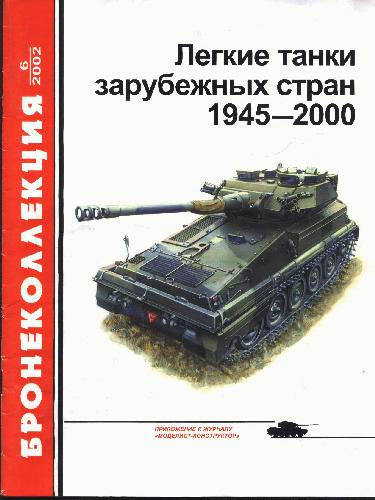 6
2002
БРОНЕКОЛЛЕКЦИЯ
Легкие танки
зарубежных стран
1945—2000
ПРИЛОЖЕНИЕ К ЖУРНАЛУ
«МОДЕЛИСТ-КОНСТРУКТОР»